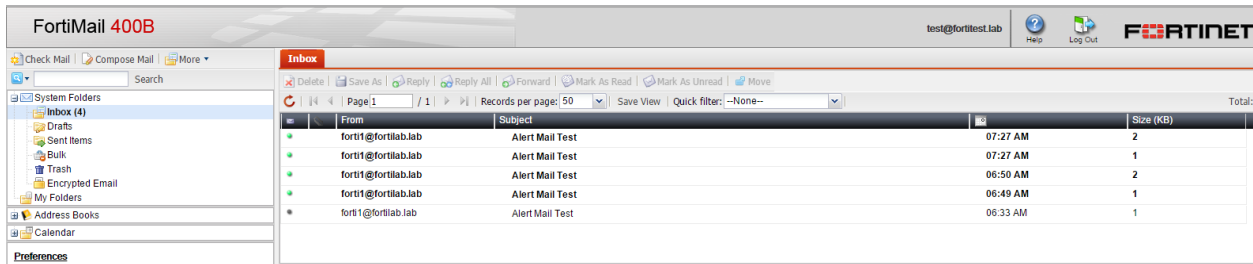 FortiMail 400B
test@fortitest.lab
Help
Log Out
FORTINET
Check Mail | Compose Mail | More
Search
System Folders
Inbox (4)
Drafts
Sent Items
Bulk
Trash
Encrypted Email
My Folders
Address Books
Calendar
Preferences
Inbox
Delete | Save As | Reply | Reply All | Forward | Mark As Read | Mark As Unread | Move
Page 1 / 1 | Records per page: 50 Save View | Quick filter: --None-- Total:
From Subject Size (KB)
forti1@fortilab.lab Alert Mail Test 07:27 AM 2
forti1@fortilab.lab Alert Mail Test 07:27 AM 1
forti1@fortilab.lab Alert Mail Test 06:50 AM 2
forti1@fortilab.lab Alert Mail Test 06:49 AM 1
forti1@fortilab.lab Alert Mail Test 06:33 AM 1